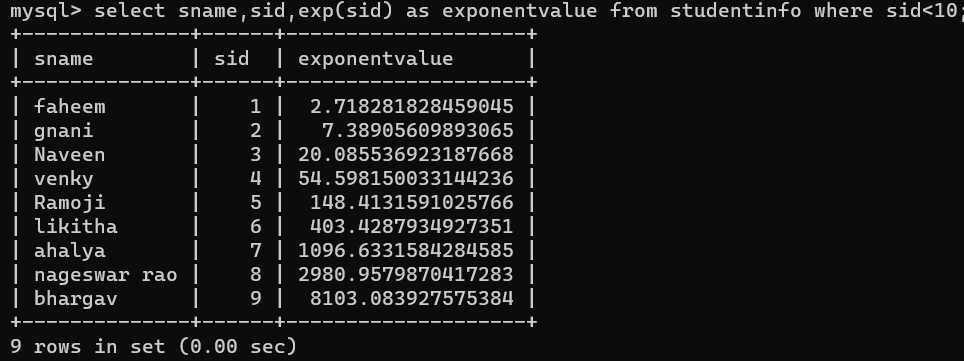 mysql> select sname,sid,exp(sid) as exponentvalue from studentinfo where sid<10;
+--------------+------+--------------------+
| sname        | sid  | exponentvalue      |
+--------------+------+--------------------+
| faheem       |    1 |  2.718281828459045 |
| gnani        |    2 |   7.38905609893065 |
| Naveen       |    3 | 20.085536923187668 |
| venky        |    4 | 54.598150033144236 |
| Ramoji       |    5 |  148.4131591025766 |
| likitha      |    6 |  403.4287934927351 |
| ahalya       |    7 | 1096.6331584284585 |
| nageswar rao |    8 | 2980.9579870417283 |
| bhargav      |    9 |  8103.083927575384 |
+--------------+------+--------------------+
9 rows in set (0.00 sec)